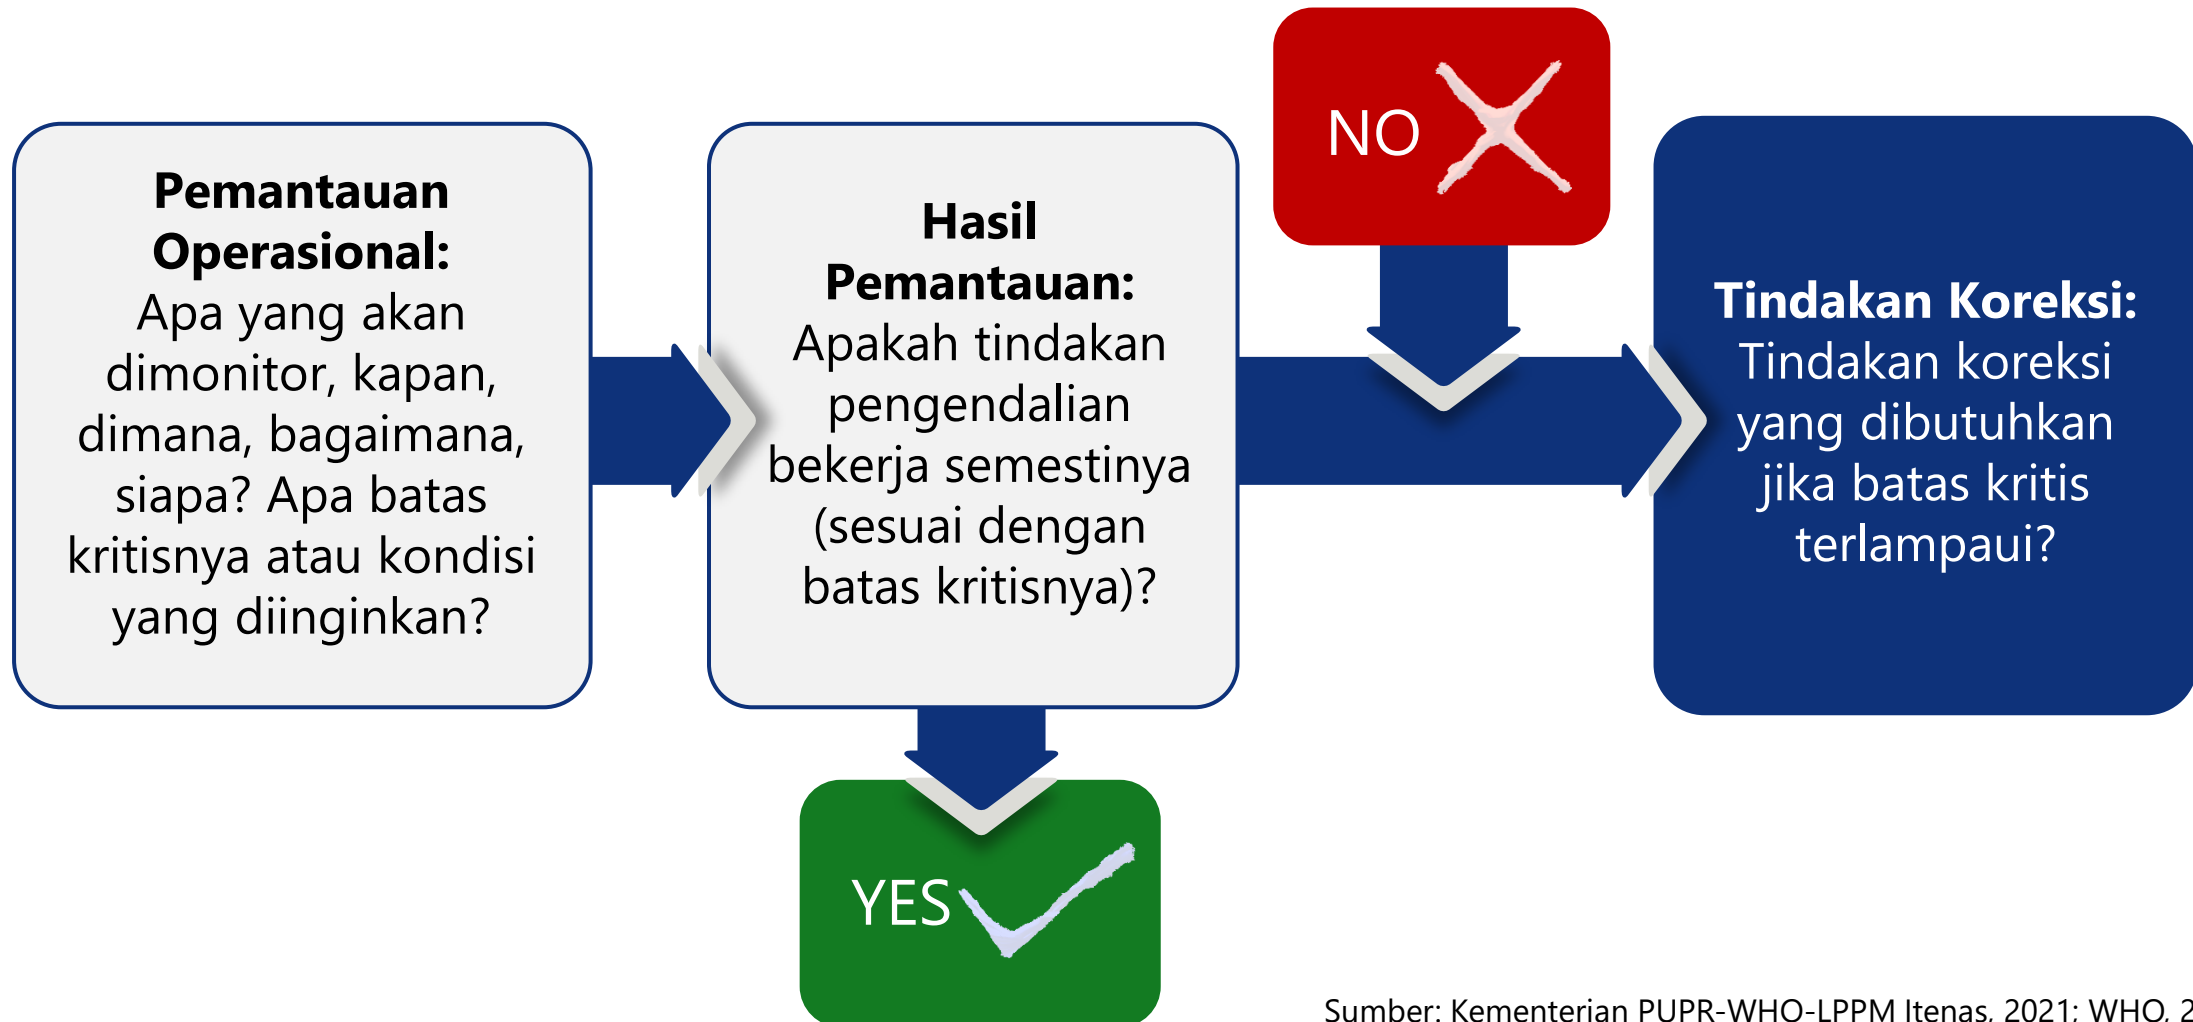 Pemantauan
Operasional:
Apa yang akan
dimonitor, kapan,
dimana, bagaimana,
siapa? Apa batas
kritisnya atau kondisi
yang diinginkan?
Hasil
Pemantauan:
Apakah tindakan
pengendalian
bekerja semestinya
(sesuai dengan
batas kritisnya)?
NO
YES
Tindakan Koreksi:
Tindakan koreksi
yang dibutuhkan
jika batas kritis
terlampaui?
Sumber: Kementerian PUPR-WHO-LPPM Itenas, 2021; WHO,